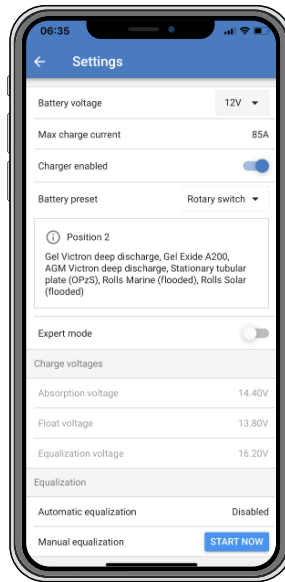 06:35
Settings
Battery voltage 12V
Max charge current 85A
Charger enabled
Battery preset Rotary switch
Position 2
Gel Victron deep discharge, Gel Exide A200,
AGM Victron deep discharge, Stationary tubular
plate (OPzS), Rolls Marine (flooded), Rolls Solar
(flooded)
Expert mode
Charge voltages
Absorption voltage 14.40V
Float voltage 13.80V
Equalization voltage 16.20V
Equalization
Automatic equalization Disabled
Manual equalization START NOW